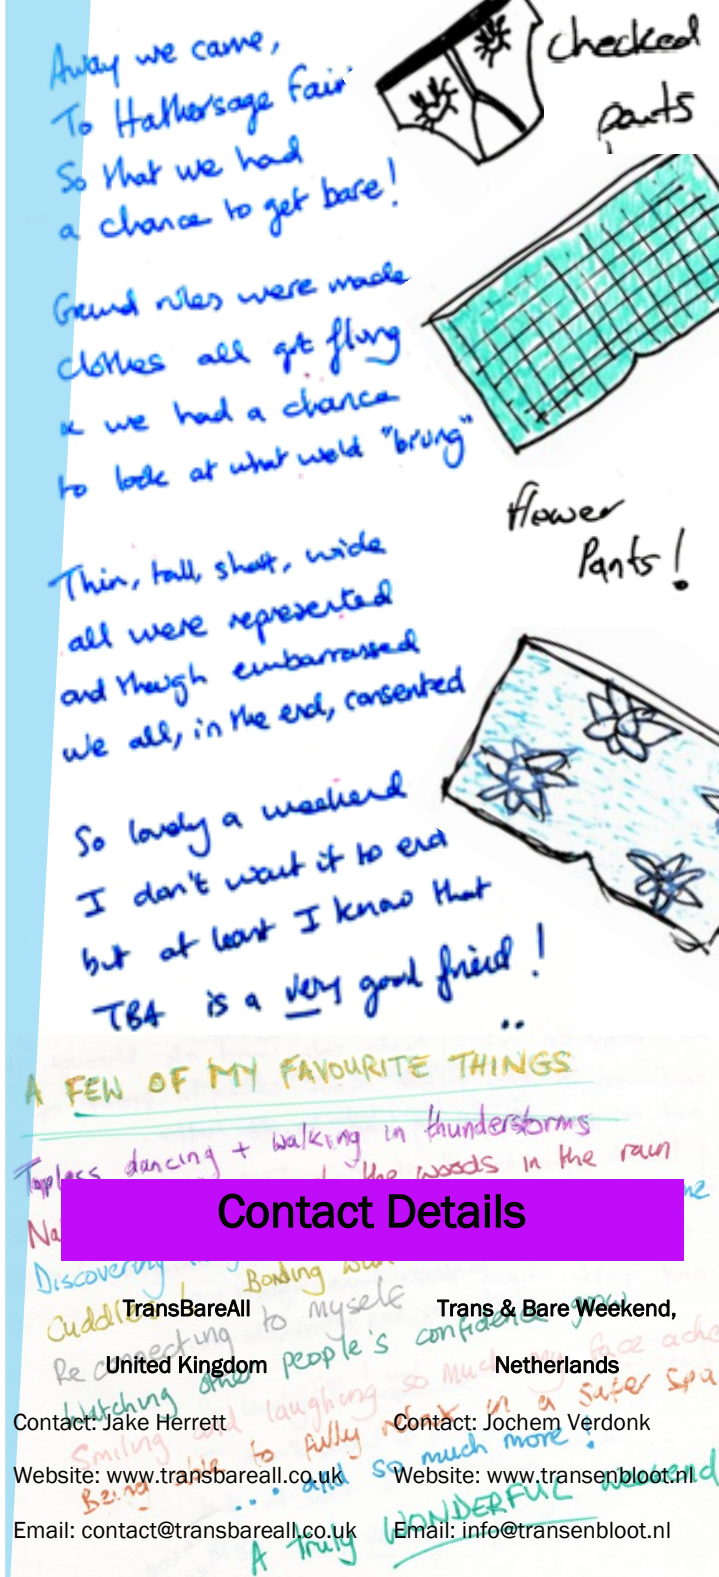 Away we came,
To Hathersage Fair
So that we had
a chance to get bare!
Ground rules were made
clothes all got flung
& we had a chance
to look at what we'd "brung"
Thin, tall, short, wide
all were represented
and though embarrassed
we all, in the end, consented
So lovely a weekend
I don't want it to end
but at least I know that
TBA is a very good friend!
checked
pants
flower
Pants!
A FEW OF MY FAVOURITE THINGS
Topless dancing + walking in thunderstorms
the woods in the rain
Contact Details
Discovering
Cuddles! Bonding
Reconnecting to myself
Watching other people's confidence grow
Smiling and laughing so much my face ache
Being able to fully relax in a safer spa
... and so much more!
A truly WONDERFUL weekend
TransBareAll
United Kingdom
Contact: Jake Herrett
Website: www.transbareall.co.uk
Email: contact@transbareall.co.uk
Trans & Bare Weekend,
Netherlands
Contact: Jochem Verdonk
Website: www.transenbloot.nl
Email: info@transenbloot.nl